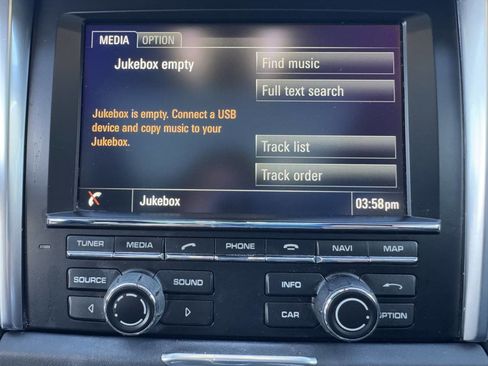 MEDIA OPTION
Jukebox empty
Find music
Full text search
Jukebox is empty. Connect a USB
device and copy music to your
Jukebox.
Track list
Track order
Jukebox 03:58pm
TUNER MEDIA PHONE NAVI MAP
SOURCE SOUND INFO
CAR OPTION